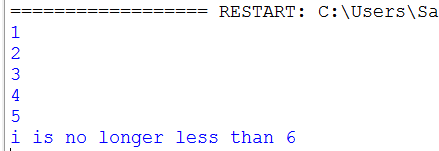 ================== RESTART: C:\Users\Sa
1
2
3
4
5
i is no longer less than 6